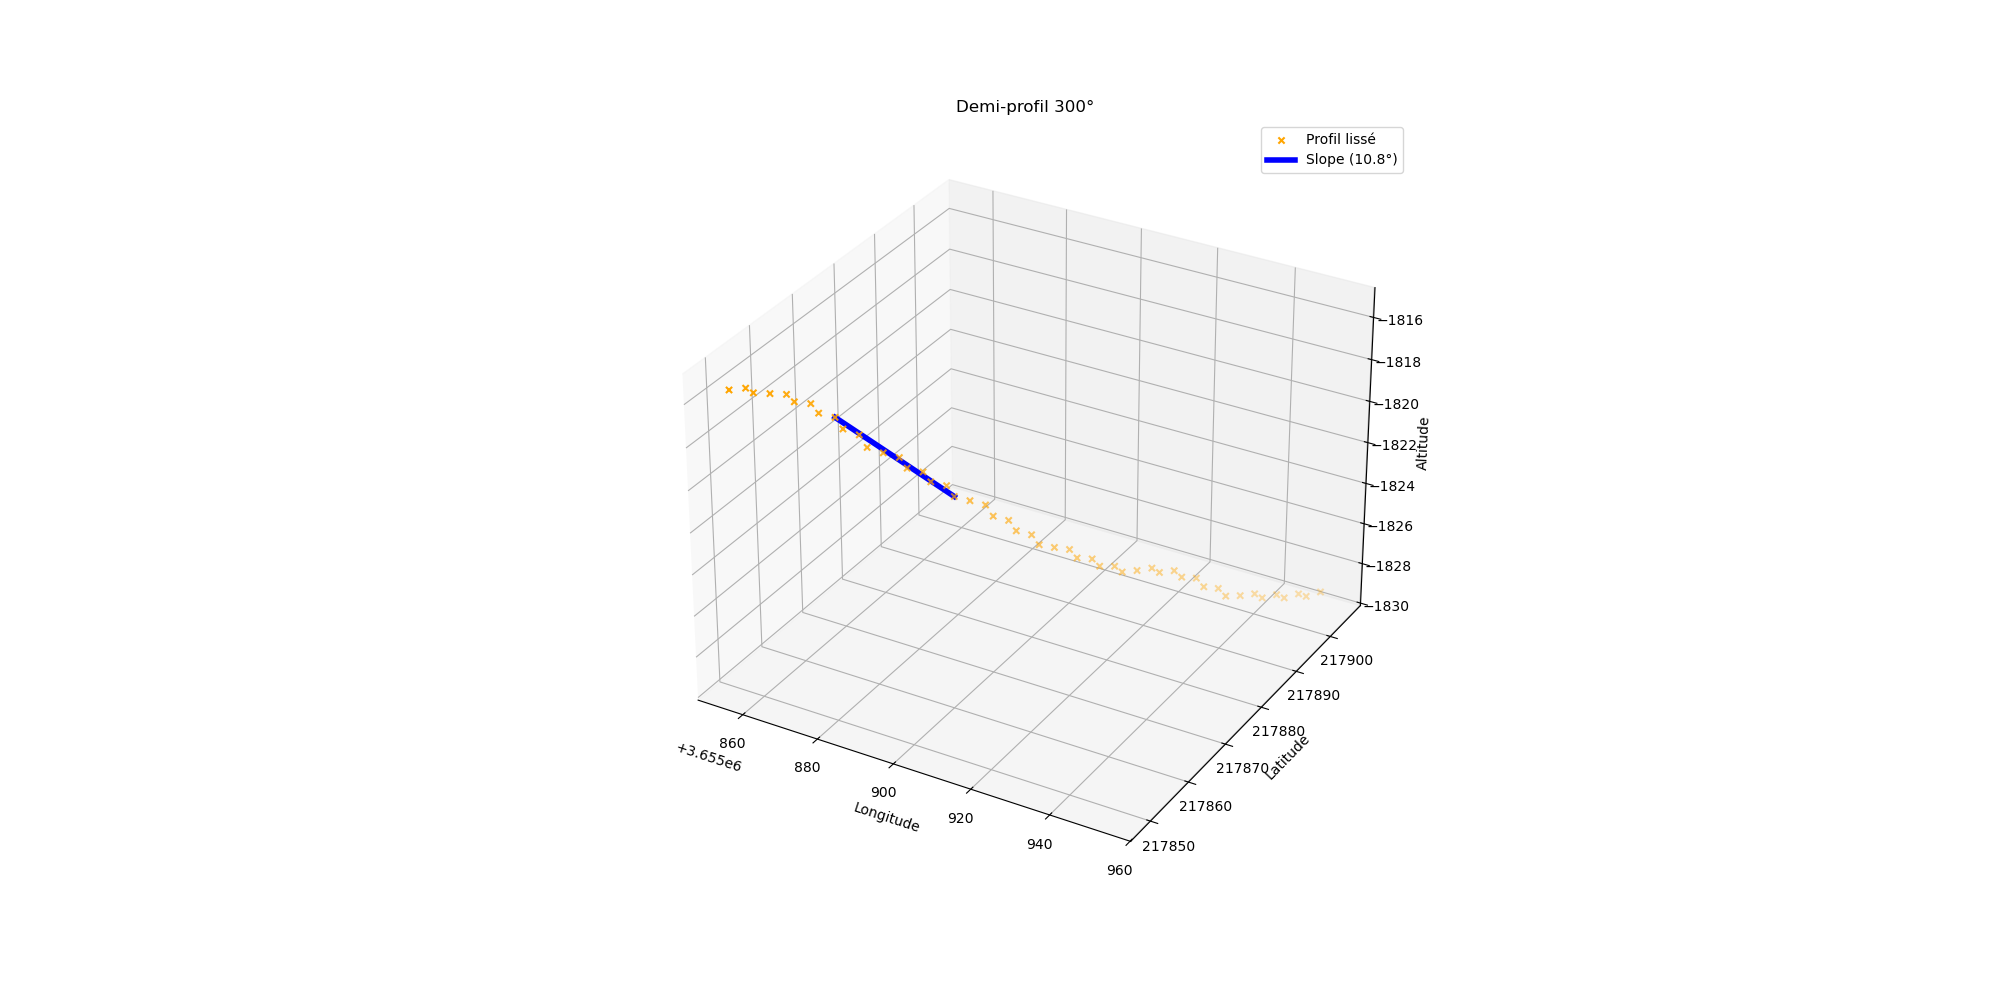 Demi-profil 300°
Profil lissé
Slope (10.8°)
−1816
−1818
−1820
−1822
−1824
−1826
−1828
−1830
Altitude
217900
217890
217880
217870
217860
217850
Latitude
860
880
900
920
940
960
+3.655e6
Longitude